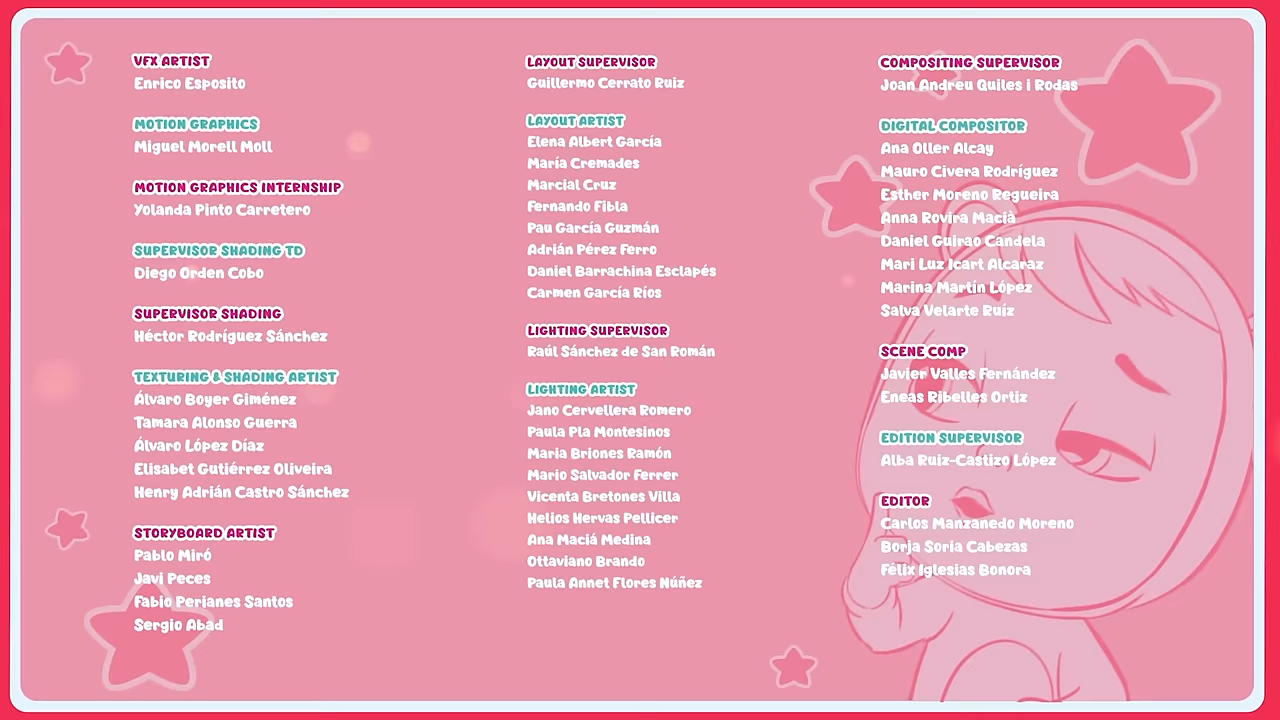 VFX ARTIST
Enrico Esposito
MOTION GRAPHICS
Miguel Morell Moll
MOTION GRAPHICS INTERNSHIP
Yolanda Pinto Carretero
SUPERVISOR SHADING TD
Diego Orden Cobo
SUPERVISOR SHADING
Héctor Rodríguez Sánchez
TEXTURING & SHADING ARTIST
Álvaro Boyer Giménez
Tamara Alonso Guerra
Álvaro López Díaz
Elisabet Gutiérrez Oliveira
Henry Adrián Castro Sánchez
STORYBOARD ARTIST
Pablo Miró
Javi Peces
Fabio Perianes Santos
Sergio Abad
LAYOUT SUPERVISOR
Guillermo Cerrato Ruiz
LAYOUT ARTIST
Elena Albert García
María Cremades
Marcial Cruz
Fernando Fibla
Pau García Guzmán
Adrián Pérez Ferro
Daniel Barrachina Esclapés
Carmen García Ríos
LIGHTING SUPERVISOR
Raúl Sánchez de San Román
LIGHTING ARTIST
Jano Cervellera Romero
Paula Pla Montesinos
Maria Briones Ramón
Mario Salvador Ferrer
Vicenta Bretones Villa
Helios Hervas Pellicer
Ana Maciá Medina
Ottaviano Brando
Paula Annet Flores Núñez
COMPOSITING SUPERVISOR
Joan Andreu Quiles i Rodas
DIGITAL COMPOSITOR
Ana Oller Alcay
Mauro Civera Rodríguez
Esther Moreno Regueira
Anna Rovira Macià
Daniel Guirao Candela
Mari Luz Icart Alcaraz
Marina Martín López
Salva Velarte Ruiz
SCENE COMP
Javier Valles Fernández
Eneas Ribelles Ortiz
EDITION SUPERVISOR
Alba Ruiz-Castizo López
EDITOR
Carlos Manzanedo Moreno
Borja Soria Cabezas
Félix Iglesias Bonora